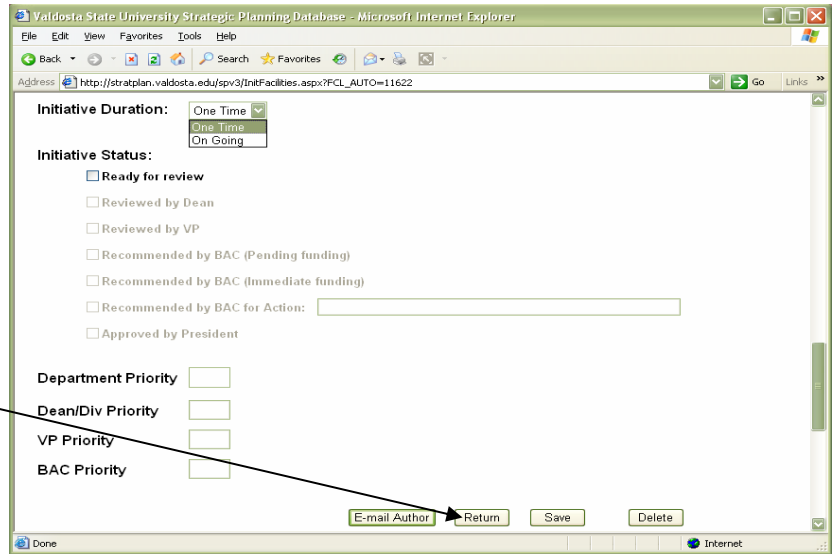 Valdosta State University Strategic Planning Database - Microsoft Internet Explorer
File Edit View Favorites Tools Help
Back Search Favorites
Address http://stratplan.valdosta.edu/spv3/InitFacilities.aspx?FCL_AUTO=11622 Go Links »
Initiative Duration: One Time
One Time
On Going
Initiative Status:
Ready for review
Reviewed by Dean
Reviewed by VP
Recommended by BAC (Pending funding)
Recommended by BAC (Immediate funding)
Recommended by BAC for Action:
Approved by President
Department Priority
Dean/Div Priority
VP Priority
BAC Priority
E-mail Author Return Save Delete
Done Internet